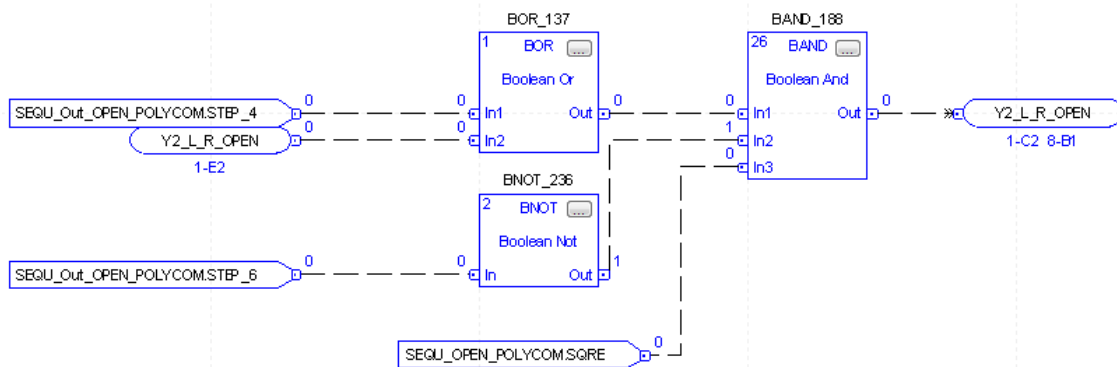 BOR_137
BAND_188
1 BOR ...
26 BAND ...
Boolean Or
Boolean And
SEQU_Out_OPEN_POLYCOM.STEP_4 0 0 In1 Out 0 0 In1 Out 0 Y2_L_R_OPEN
Y2_L_R_OPEN 0 0 In2 1 In2 1-C2 8-B1
1-E2 0 In3
BNOT_236
2 BNOT ...
Boolean Not
SEQU_Out_OPEN_POLYCOM.STEP_6 0 0 In Out 1
SEQU_OPEN_POLYCOM.SQRE 0